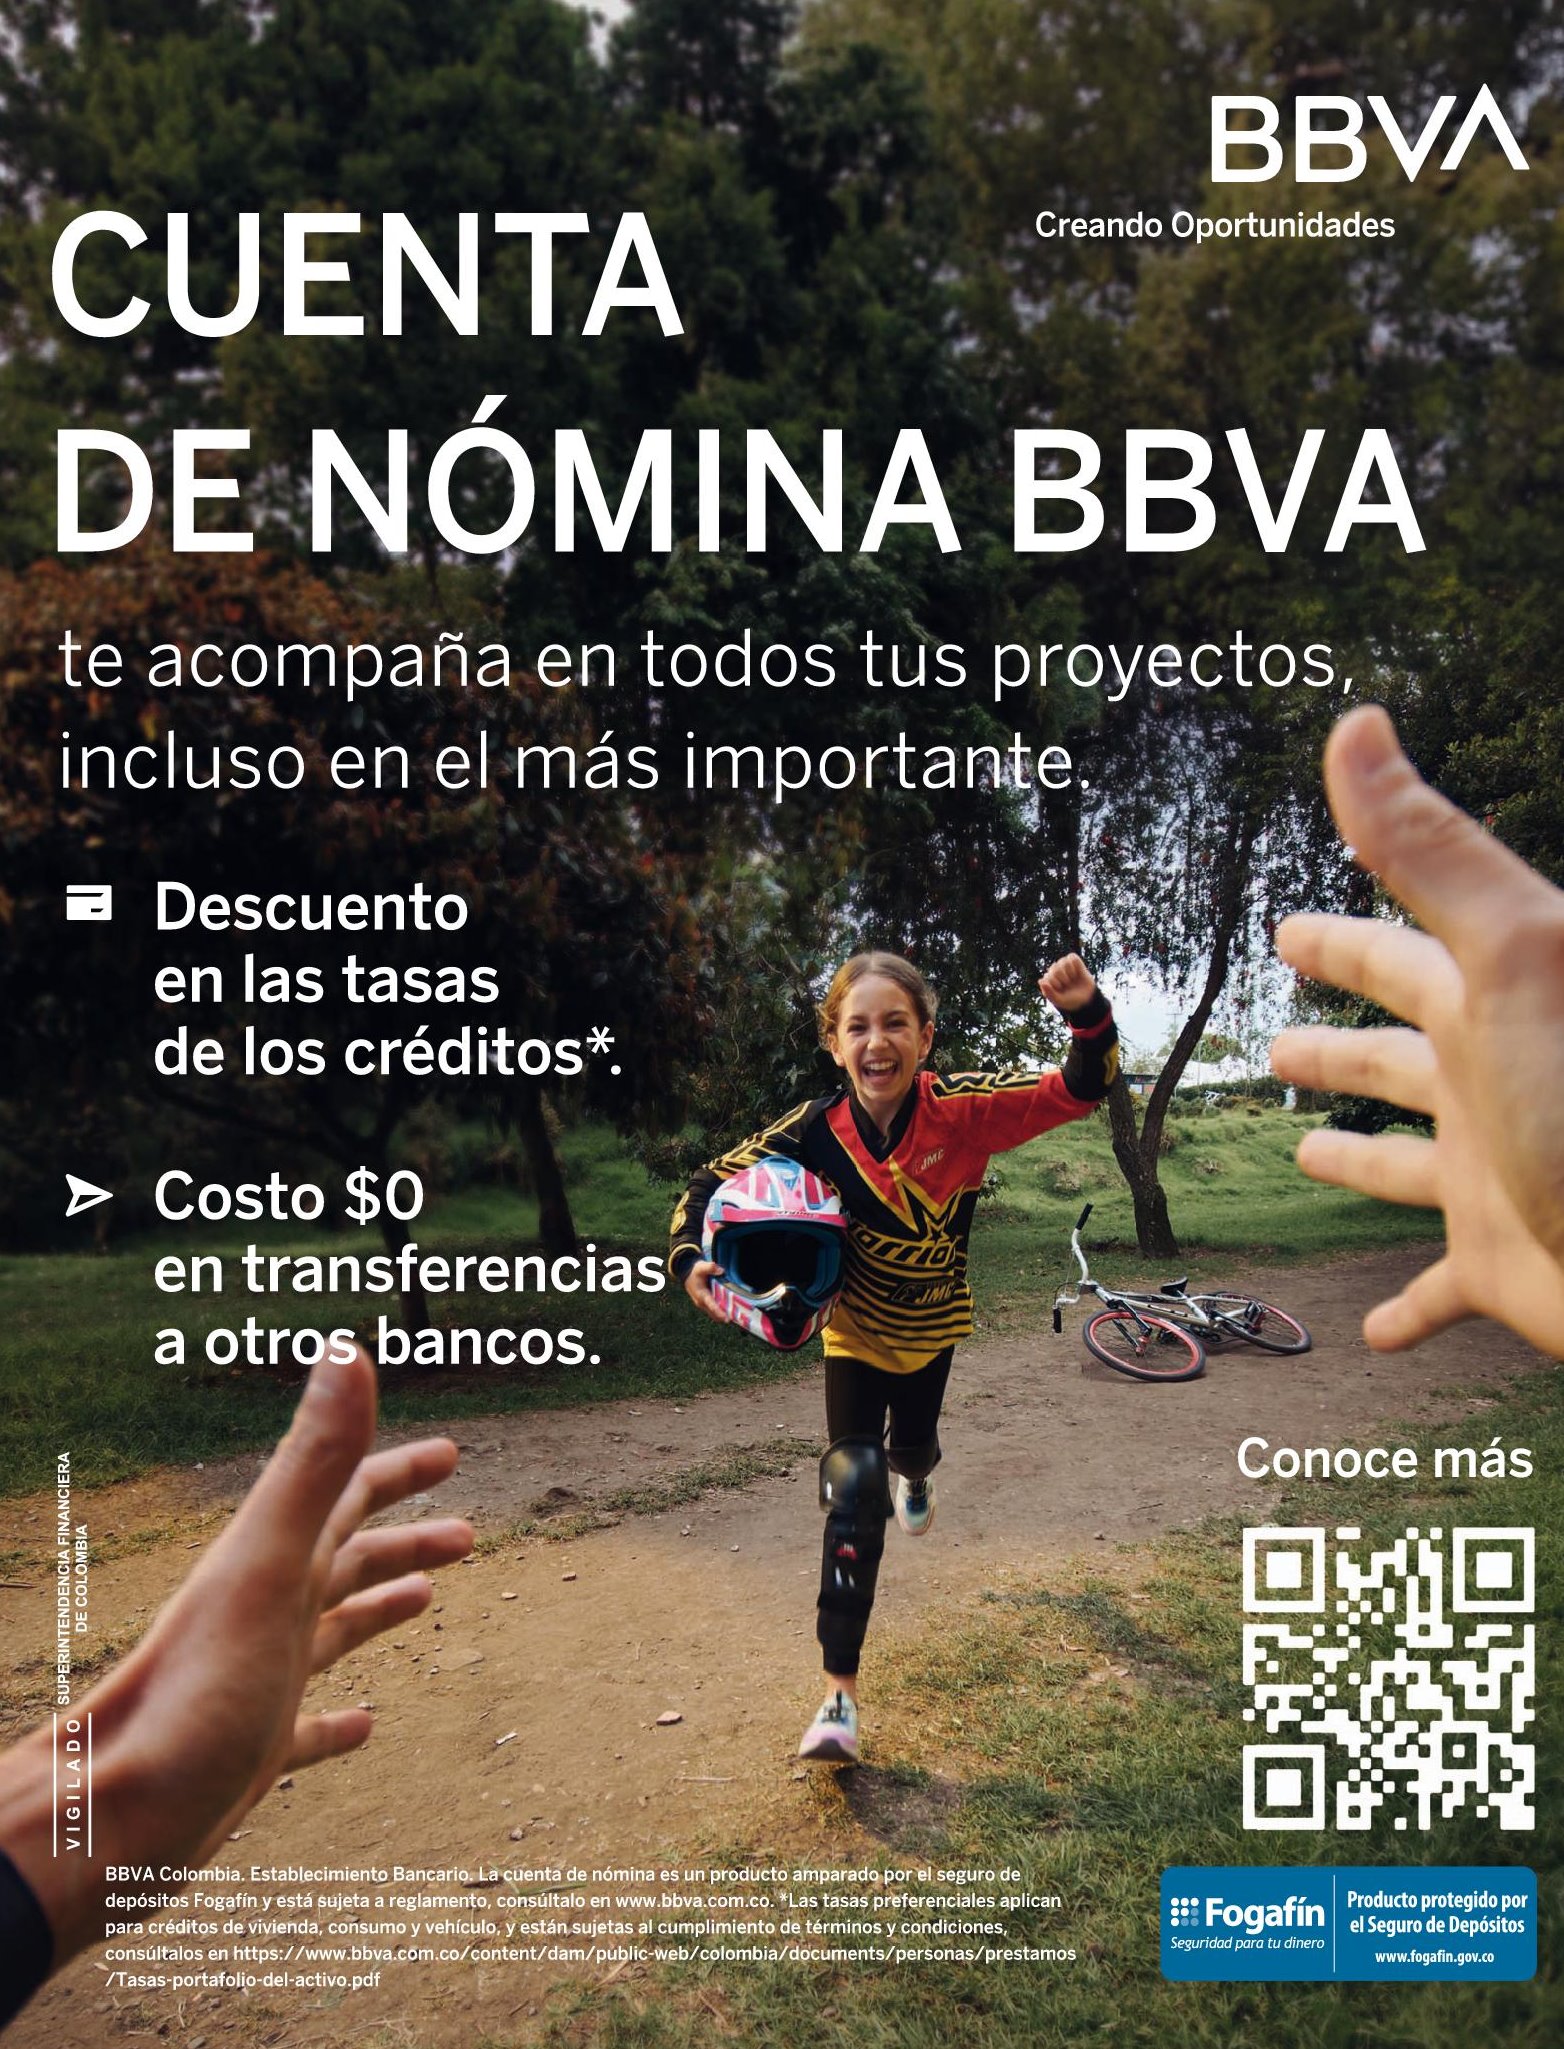 BBVA
Creando Oportunidades
CUENTA
DE NÓMINA BBVA
te acompaña en todos tus proyectos,
incluso en el más importante.
Descuento
en las tasas
de los créditos*.
Costo $0
en transferencias
a otros bancos.
JMC
JMC
Conoce más
VIGILADO
SUPERINTENDENCIA FINANCIERA
DE COLOMBIA
BBVA Colombia. Establecimiento Bancario. La cuenta de nómina es un producto amparado por el seguro de
depósitos Fogafín y está sujeta a reglamento, consúltalo en www.bbva.com.co. *Las tasas preferenciales aplican
para créditos de vivienda, consumo y vehículo, y están sujetas al cumplimiento de términos y condiciones,
consúltalos en https://www.bbva.com.co/content/dam/public-web/colombia/documents/personas/prestamos
/Tasas-portafolio-del-activo.pdf
Fogafín
Seguridad para tu dinero
Producto protegido por
el Seguro de Depósitos
www.fogafin.gov.co